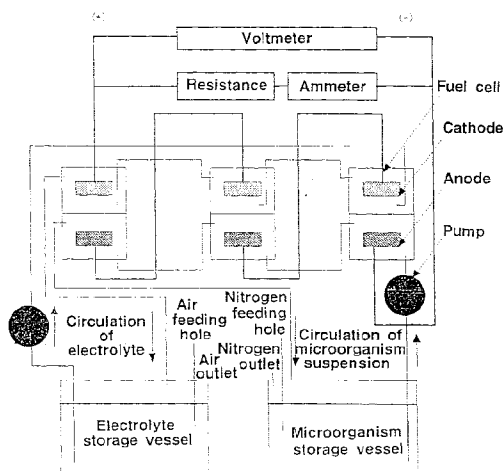 (+)
(-)
Voltmeter
Resistance
Ammeter
Fuel cell
Cathode
Anode
Pump
Circulation
of electrolyte
Air
feeding
hole
Air
outlet
Nitrogen
feeding
hole
Nitrogen
outlet
Circulation of
microorganism
suspension
Electrolyte
storage vessel
Microorganism
storage vessel